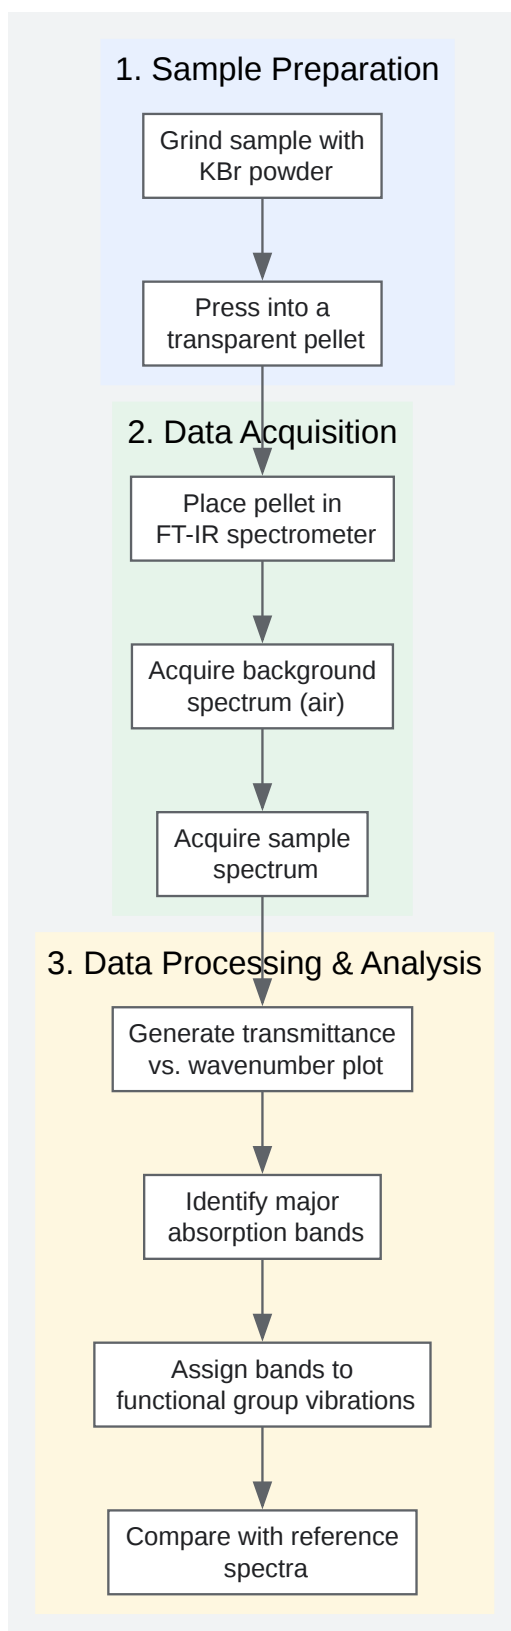 1. Sample Preparation
Grind sample with
KBr powder
Press into a
transparent pellet
2. Data Acquisition
Place pellet in
FT-IR spectrometer
Acquire background
spectrum (air)
Acquire sample
spectrum
3. Data Processing & Analysis
Generate transmittance
vs. wavenumber plot
Identify major
absorption bands
Assign bands to
functional group vibrations
Compare with reference
spectra